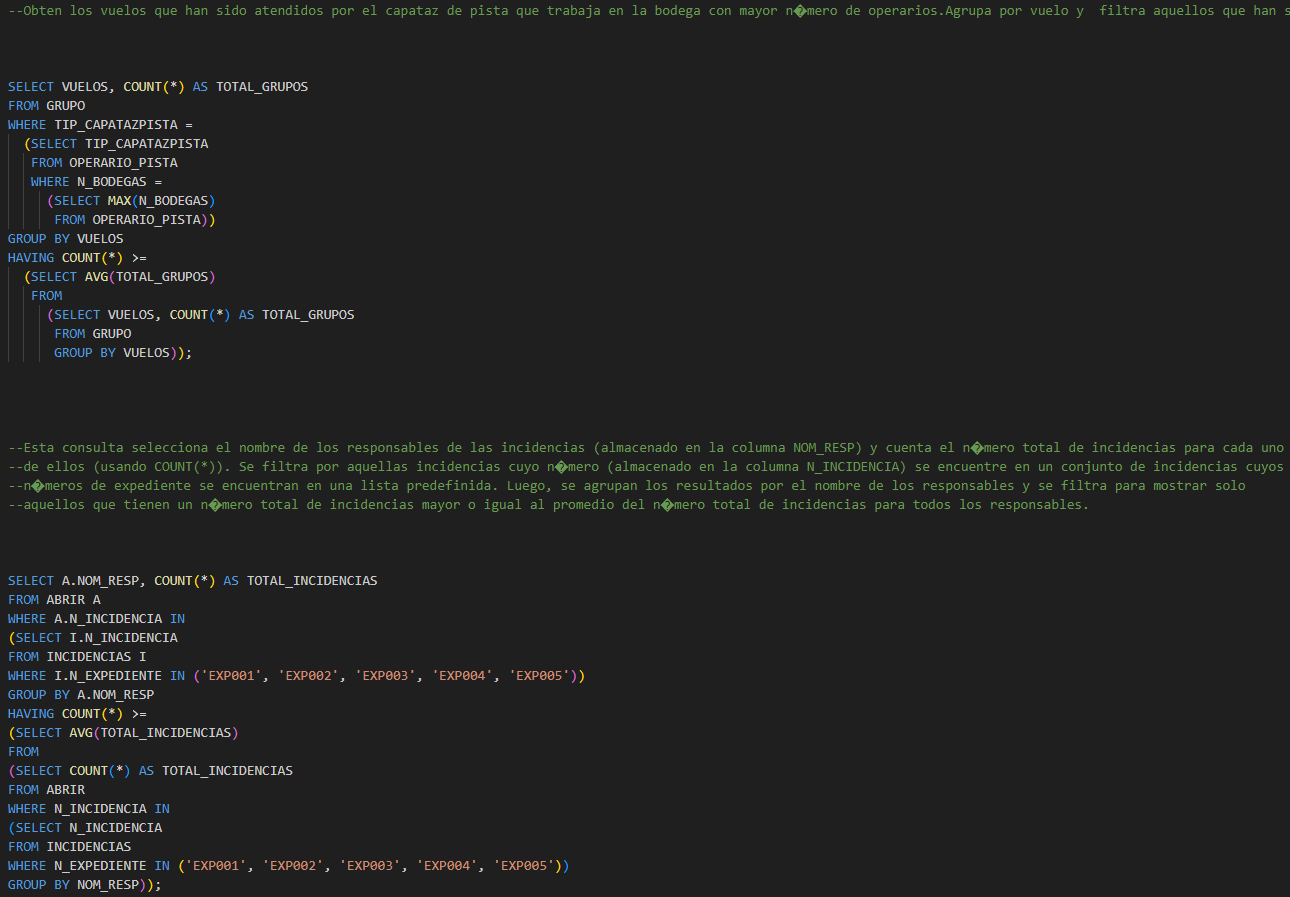 --Obten los vuelos que han sido atendidos por el capataz de pista que trabaja en la bodega con mayor n�mero de operarios.Agrupa por vuelo y  filtra aquellos que han s
SELECT VUELOS, COUNT(*) AS TOTAL_GRUPOS
FROM GRUPO
WHERE TIP_CAPATAZPISTA =
(SELECT TIP_CAPATAZPISTA
FROM OPERARIO_PISTA
WHERE N_BODEGAS =
(SELECT MAX(N_BODEGAS)
FROM OPERARIO_PISTA))
GROUP BY VUELOS
HAVING COUNT(*) >=
(SELECT AVG(TOTAL_GRUPOS)
FROM
(SELECT VUELOS, COUNT(*) AS TOTAL_GRUPOS
FROM GRUPO
GROUP BY VUELOS));
--Esta consulta selecciona el nombre de los responsables de las incidencias (almacenado en la columna NOM_RESP) y cuenta el n�mero total de incidencias para cada uno
--de ellos (usando COUNT(*)). Se filtra por aquellas incidencias cuyo n�mero (almacenado en la columna N_INCIDENCIA) se encuentre en un conjunto de incidencias cuyos
--n�meros de expediente se encuentran en una lista predefinida. Luego, se agrupan los resultados por el nombre de los responsables y se filtra para mostrar solo
--aquellos que tienen un n�mero total de incidencias mayor o igual al promedio del n�mero total de incidencias para todos los responsables.
SELECT A.NOM_RESP, COUNT(*) AS TOTAL_INCIDENCIAS
FROM ABRIR A
WHERE A.N_INCIDENCIA IN
(SELECT I.N_INCIDENCIA
FROM INCIDENCIAS I
WHERE I.N_EXPEDIENTE IN ('EXP001', 'EXP002', 'EXP003', 'EXP004', 'EXP005'))
GROUP BY A.NOM_RESP
HAVING COUNT(*) >=
(SELECT AVG(TOTAL_INCIDENCIAS)
FROM
(SELECT COUNT(*) AS TOTAL_INCIDENCIAS
FROM ABRIR
WHERE N_INCIDENCIA IN
(SELECT N_INCIDENCIA
FROM INCIDENCIAS
WHERE N_EXPEDIENTE IN ('EXP001', 'EXP002', 'EXP003', 'EXP004', 'EXP005'))
GROUP BY NOM_RESP));